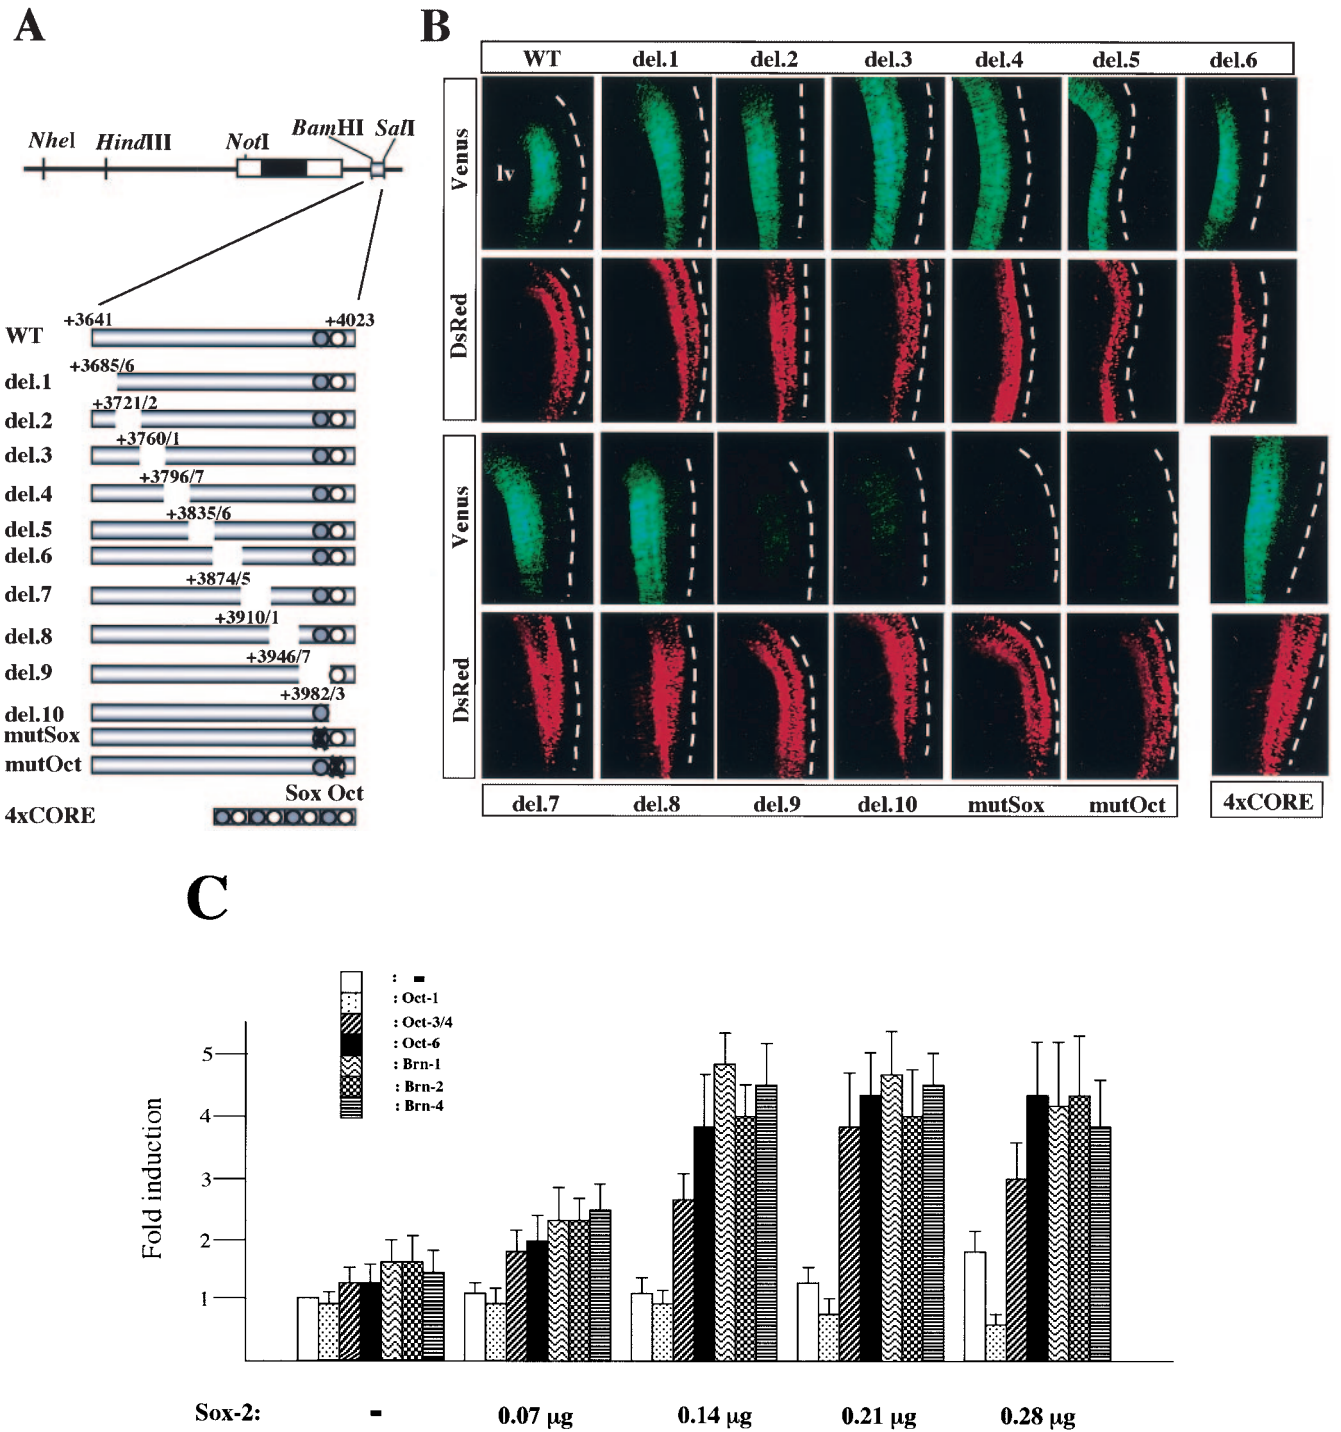 A
B
NheI
HindIII
NotI
BamHI
SalI
+3641
+4023
WT
+3685/6
del.1
+3721/2
del.2
+3760/1
del.3
+3796/7
del.4
+3835/6
del.5
del.6
+3874/5
del.7
+3910/1
del.8
+3946/7
del.9
+3982/3
del.10
mutSox
mutOct
Sox Oct
4xCORE
WT del.1 del.2 del.3 del.4 del.5 del.6
Venus
lv
DsRed
Venus
DsRed
del.7 del.8 del.9 del.10 mutSox mutOct
4xCORE
C
: -
: Oct-1
: Oct-3/4
: Oct-6
: Brn-1
: Brn-2
: Brn-4
Fold induction
5
4
3
2
1
Sox-2: - 0.07 µg 0.14 µg 0.21 µg 0.28 µg